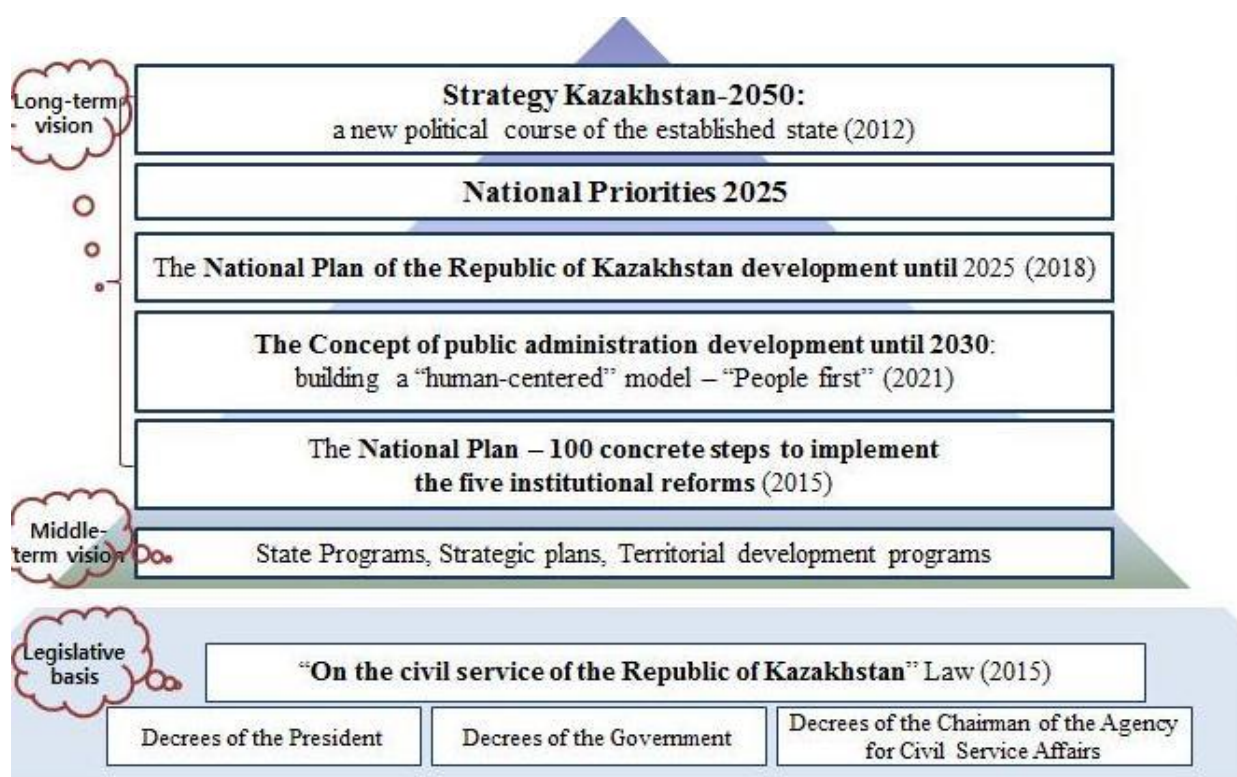 Long-term
vision
Strategy Kazakhstan-2050:
a new political course of the established state (2012)
National Priorities 2025
The National Plan of the Republic of Kazakhstan development until 2025 (2018)
The Concept of public administration development until 2030:
building a “human-centered” model – “People first” (2021)
The National Plan – 100 concrete steps to implement
the five institutional reforms (2015)
Middle-
term vision
State Programs, Strategic plans, Territorial development programs
Legislative
basis
“On the civil service of the Republic of Kazakhstan” Law (2015)
Decrees of the President
Decrees of the Government
Decrees of the Chairman of the Agency
for Civil Service Affairs